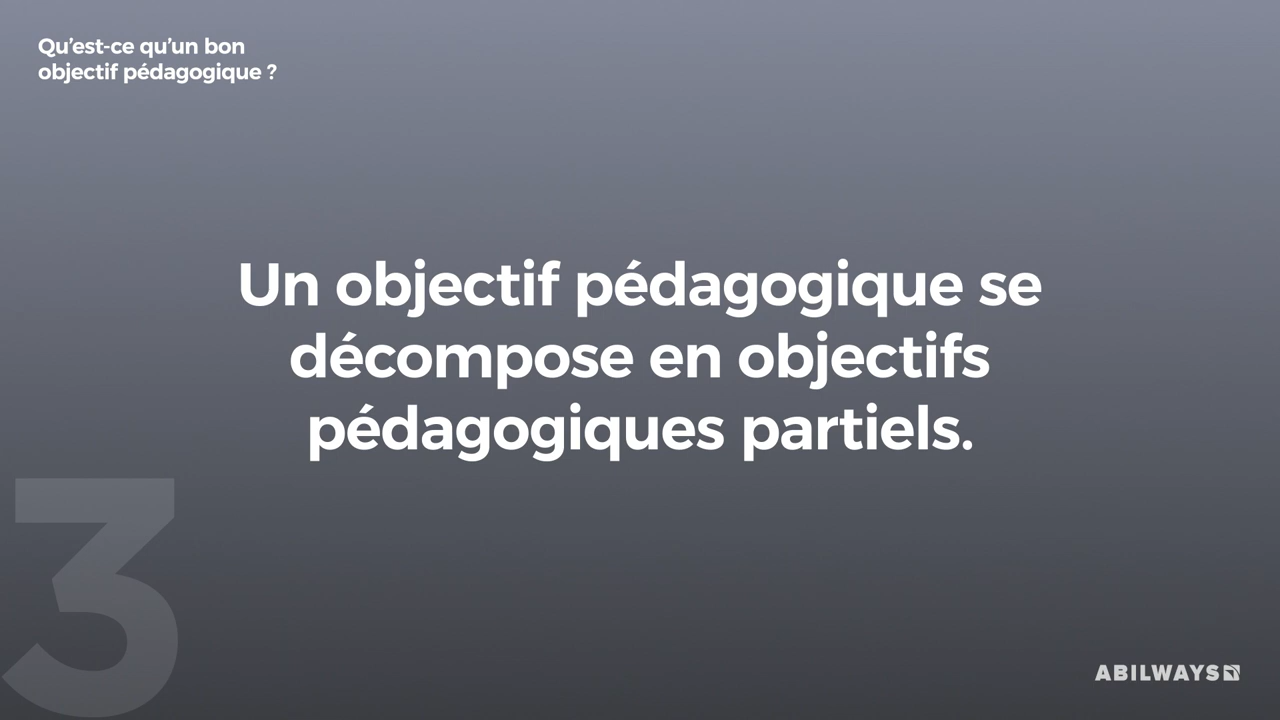 Qu’est-ce qu’un bon
objectif pédagogique ?
Un objectif pédagogique se
décompose en objectifs
pédagogiques partiels.
3
ABILWAYS